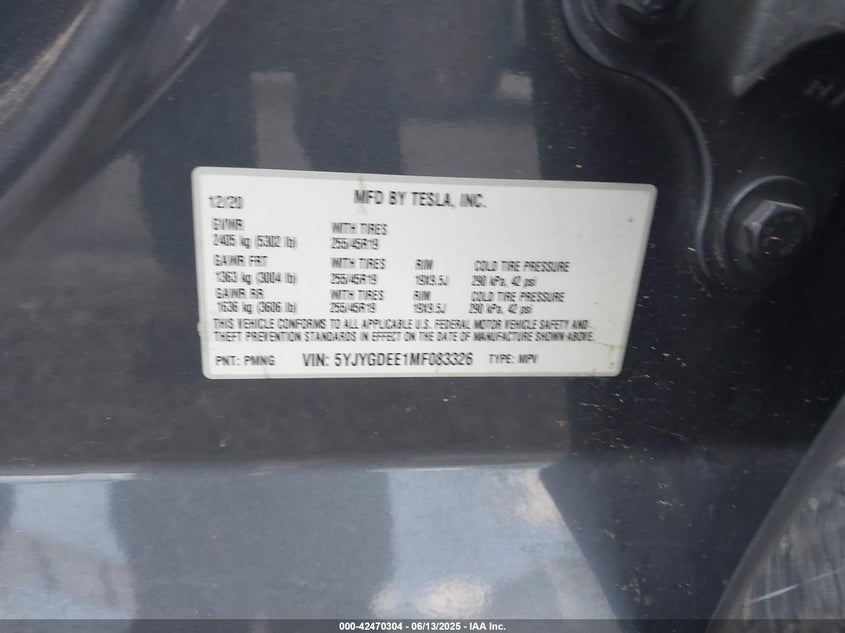 12/20 MFD BY TESLA, INC.
GVWR WITH TIRES
2405 kg (5302 lb) 255/45R19
GAWR FRT WITH TIRES RIM COLD TIRE PRESSURE
1363 kg (3004 lb) 255/45R19 19X9.5J 290 kPa, 42 psi
GAWR RR WITH TIRES RIM COLD TIRE PRESSURE
1636 kg (3606 lb) 255/45R19 19X9.5J 290 kPa, 42 psi
THIS VEHICLE CONFORMS TO ALL APPLICABLE U.S. FEDERAL MOTOR VEHICLE SAFETY AND
THEFT PREVENTION STANDARDS IN EFFECT ON THE DATE OF MANUFACTURE SHOWN ABOVE.
PNT: PMNG VIN: 5YJYGDEE1MF083326 TYPE: MPV
000-42470304 - 06/13/2025 - IAA Inc.